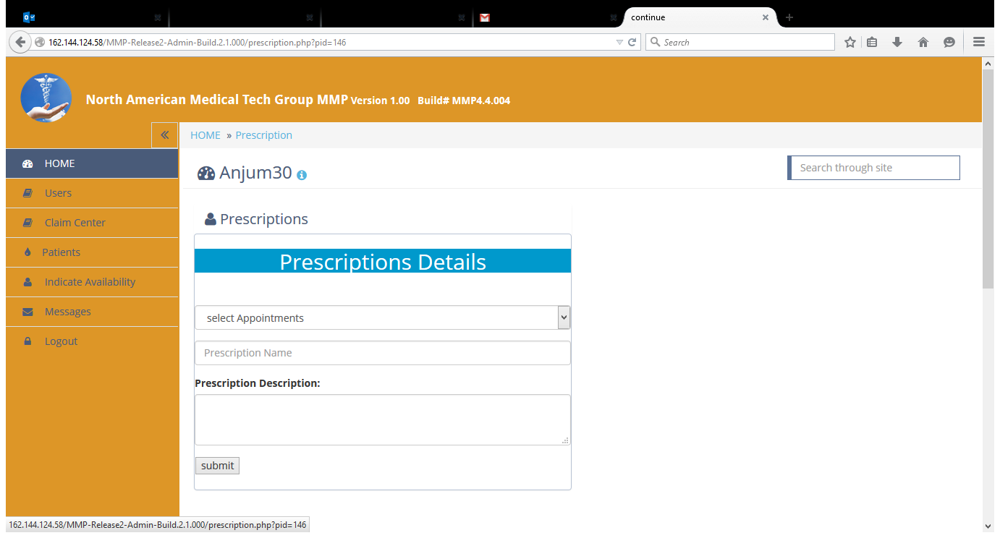 continue
162.144.124.58/MMP-Release2-Admin-Build.2.1.000/prescription.php?pid=146
Search
North American Medical Tech Group MMP Version 1.00 Build# MMP4.4.004
HOME » Prescription
HOME
Users
Claim Center
Patients
Indicate Availability
Messages
Logout
Anjum30
Search through site
Prescriptions
Prescriptions Details
select Appointments
Prescription Name
Prescription Description:
submit
162.144.124.58/MMP-Release2-Admin-Build.2.1.000/prescription.php?pid=146